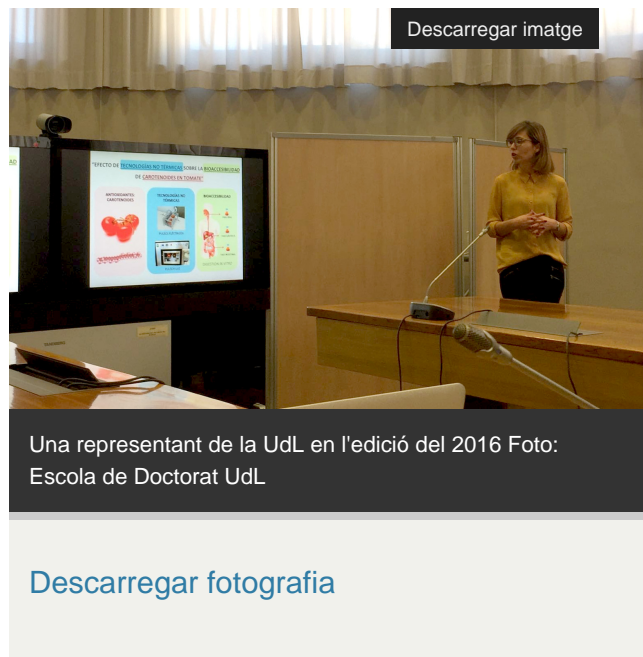 Descarregar imatge
"EFECTO DE TECNOLOGÍAS NO TÉRMICAS SOBRE LA BIOACCESIBILIDAD
DE CAROTENOIDES EN TOMATE"
ANTIOXIDANTES
CAROTENOIDES
TECNOLOGÍAS NO
TÉRMICAS
BIOACCESIBILIDAD
Una representant de la UdL en l'edició del 2016 Foto:
Escola de Doctorat UdL
Descarregar fotografia